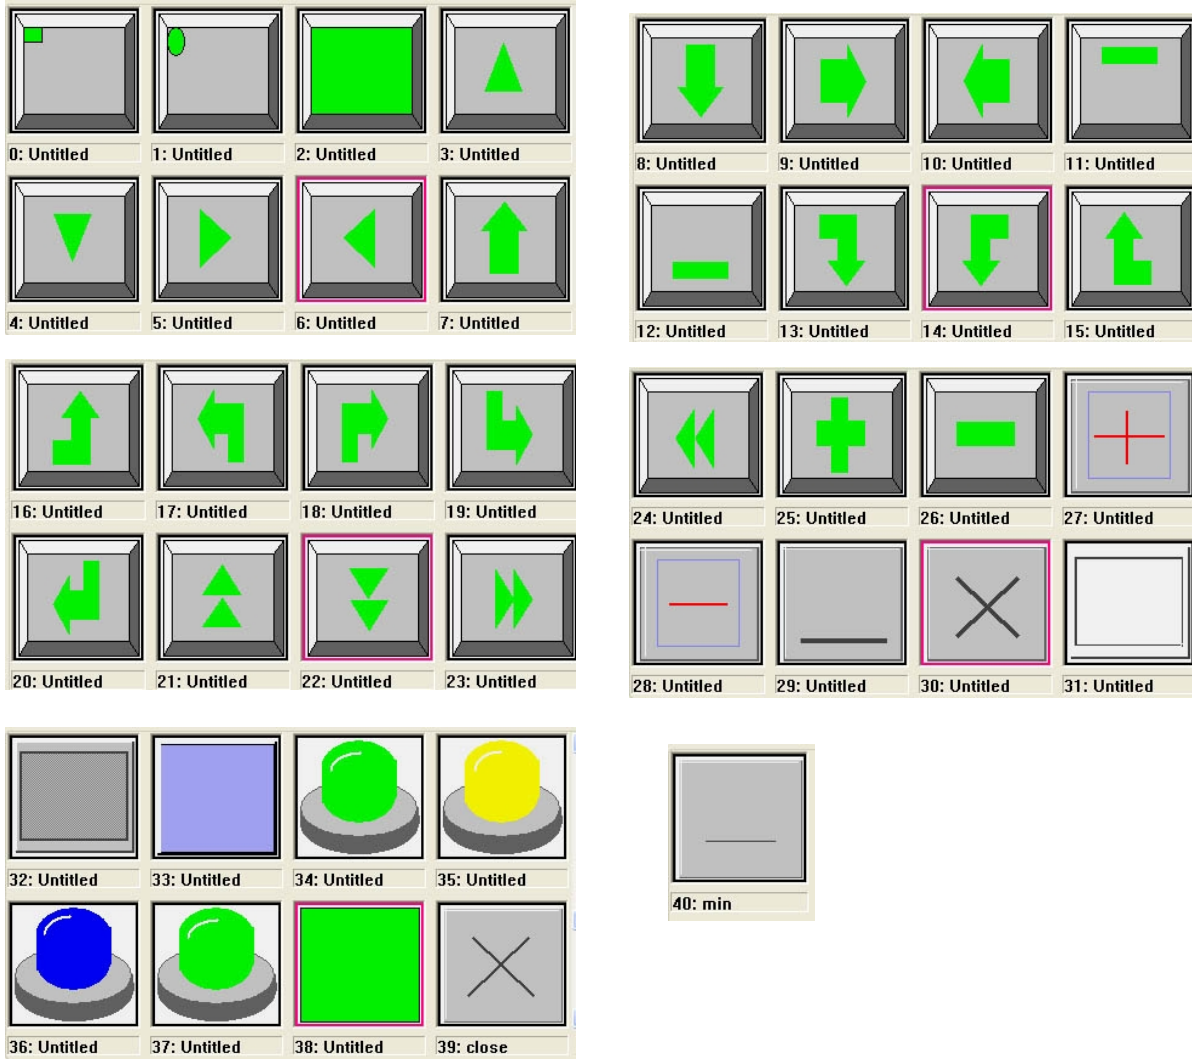 0: Untitled 1: Untitled 2: Untitled 3: Untitled
4: Untitled 5: Untitled 6: Untitled 7: Untitled
8: Untitled 9: Untitled 10: Untitled 11: Untitled
12: Untitled 13: Untitled 14: Untitled 15: Untitled
16: Untitled 17: Untitled 18: Untitled 19: Untitled
20: Untitled 21: Untitled 22: Untitled 23: Untitled
24: Untitled 25: Untitled 26: Untitled 27: Untitled
28: Untitled 29: Untitled 30: Untitled 31: Untitled
32: Untitled 33: Untitled 34: Untitled 35: Untitled
36: Untitled 37: Untitled 38: Untitled 39: close
40: min